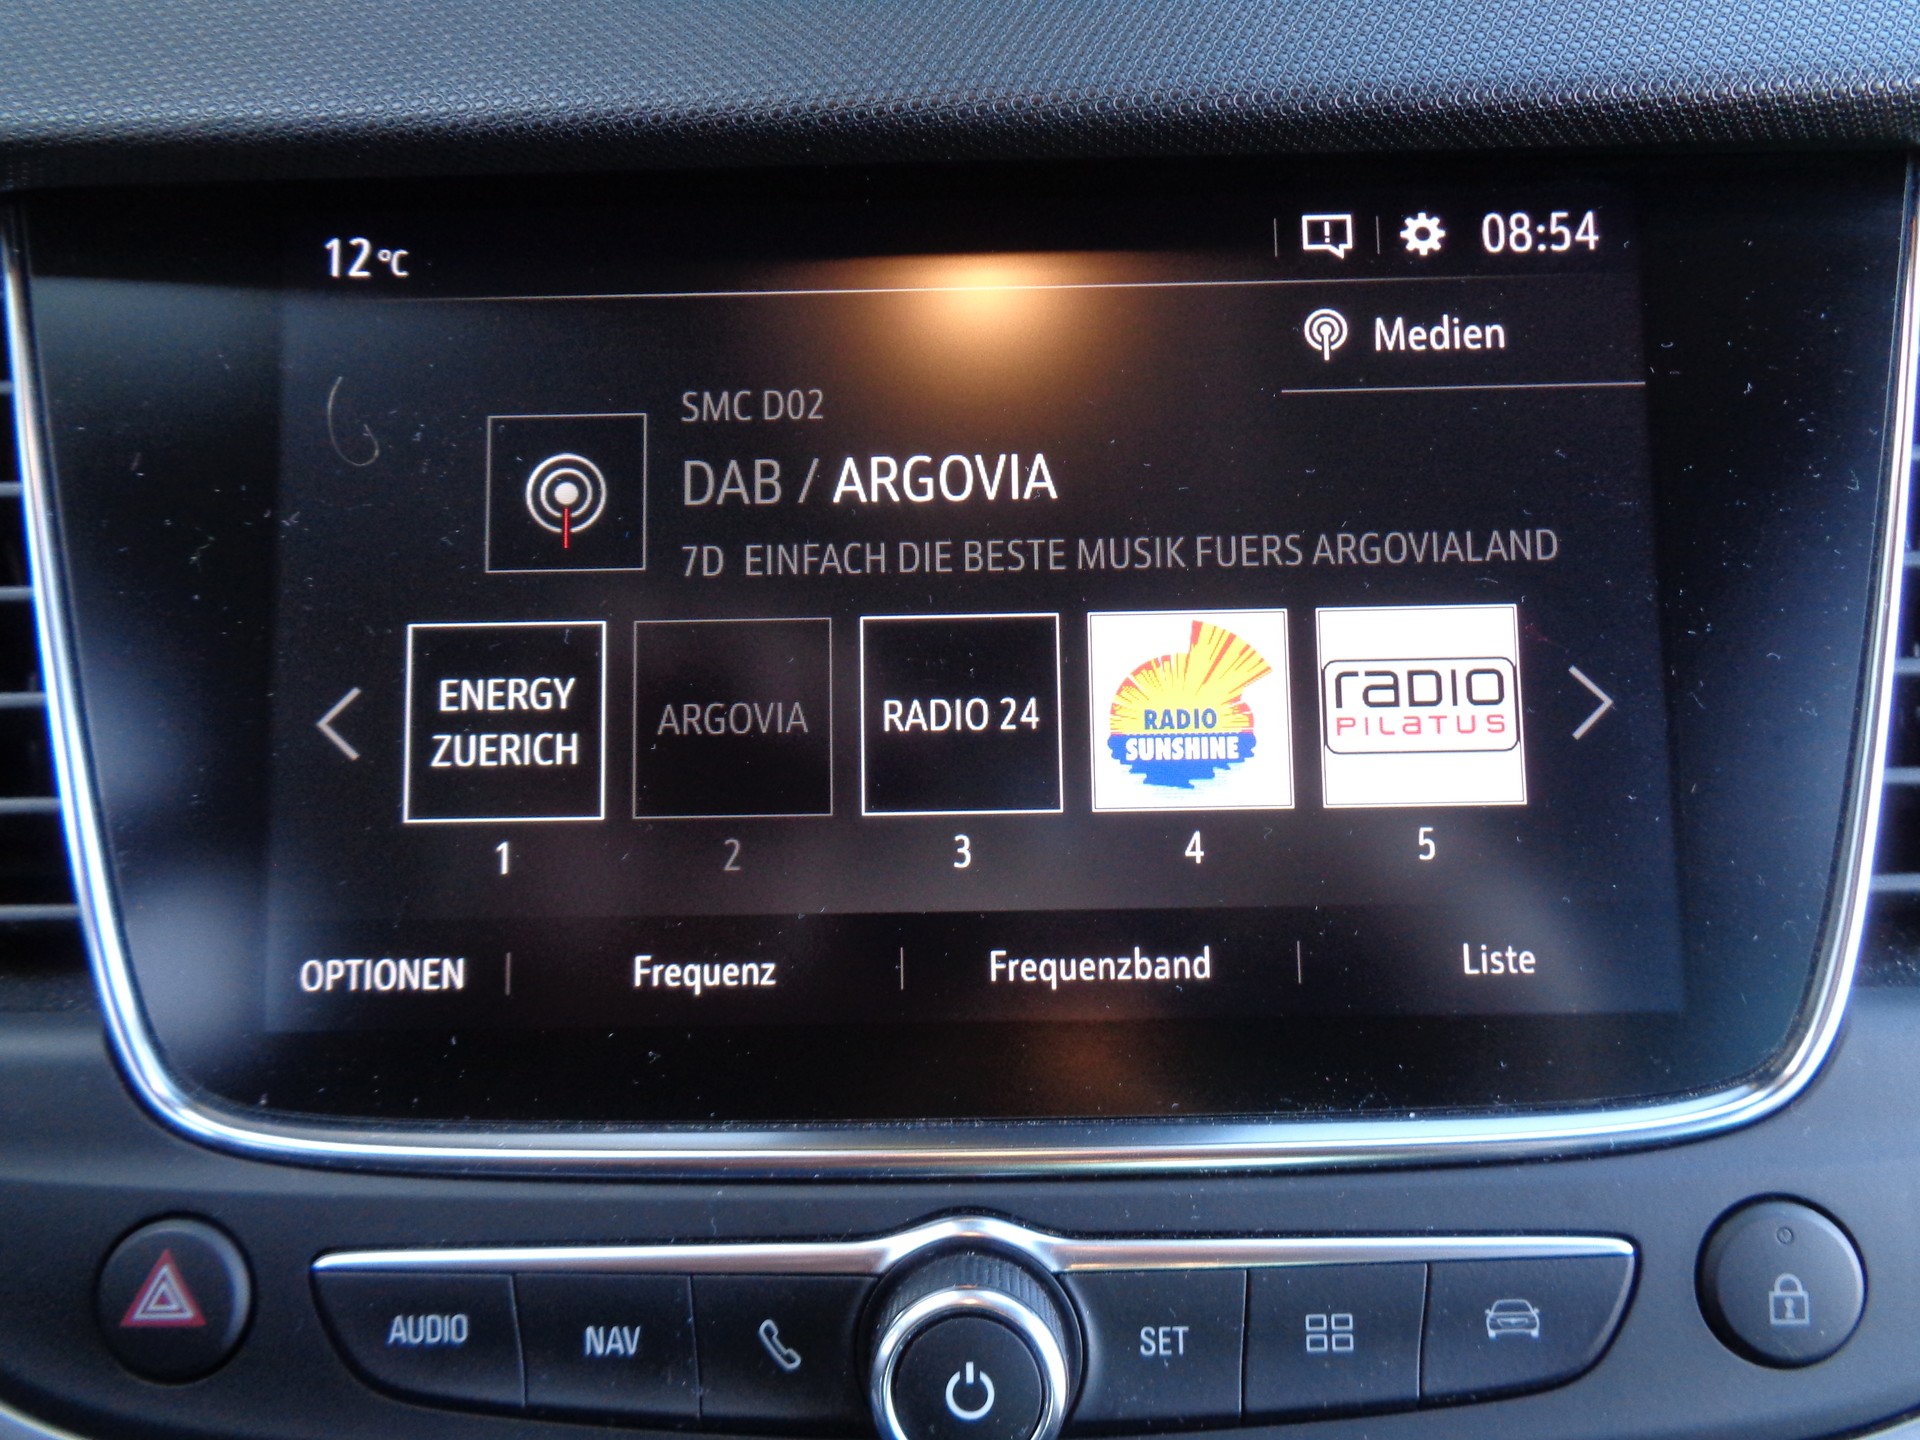 12 °C
08:54
Medien
SMC D02
DAB / ARGOVIA
7D EINFACH DIE BESTE MUSIK FUERS ARGOVIALAND
ENERGY
ZUERICH
ARGOVIA
RADIO 24
RADIO
SUNSHINE
raDIO
PILaTUS
1
2
3
4
5
OPTIONEN
Frequenz
Frequenzband
Liste
AUDIO
NAV
SET